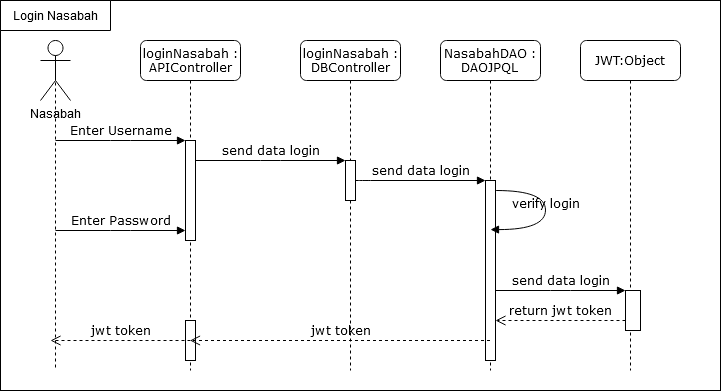 Login Nasabah
loginNasabah :
APIController
loginNasabah :
DBController
NasabahDAO :
DAOJPQL
JWT:Object
Nasabah
Enter Username
send data login
send data login
verify login
Enter Password
send data login
return jwt token
jwt token
jwt token